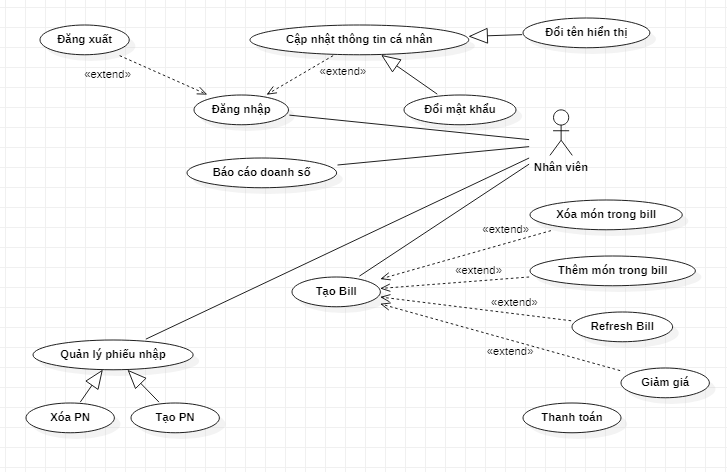 Đăng xuất
Cập nhật thông tin cá nhân
Đổi tên hiển thị
«extend»
«extend»
Đăng nhập
Đổi mật khẩu
Báo cáo doanh số
Nhân viên
Xóa món trong bill
«extend»
«extend»
Thêm món trong bill
Tạo Bill
«extend»
Refresh Bill
«extend»
Quản lý phiếu nhập
Giảm giá
Xóa PN
Tạo PN
Thanh toán